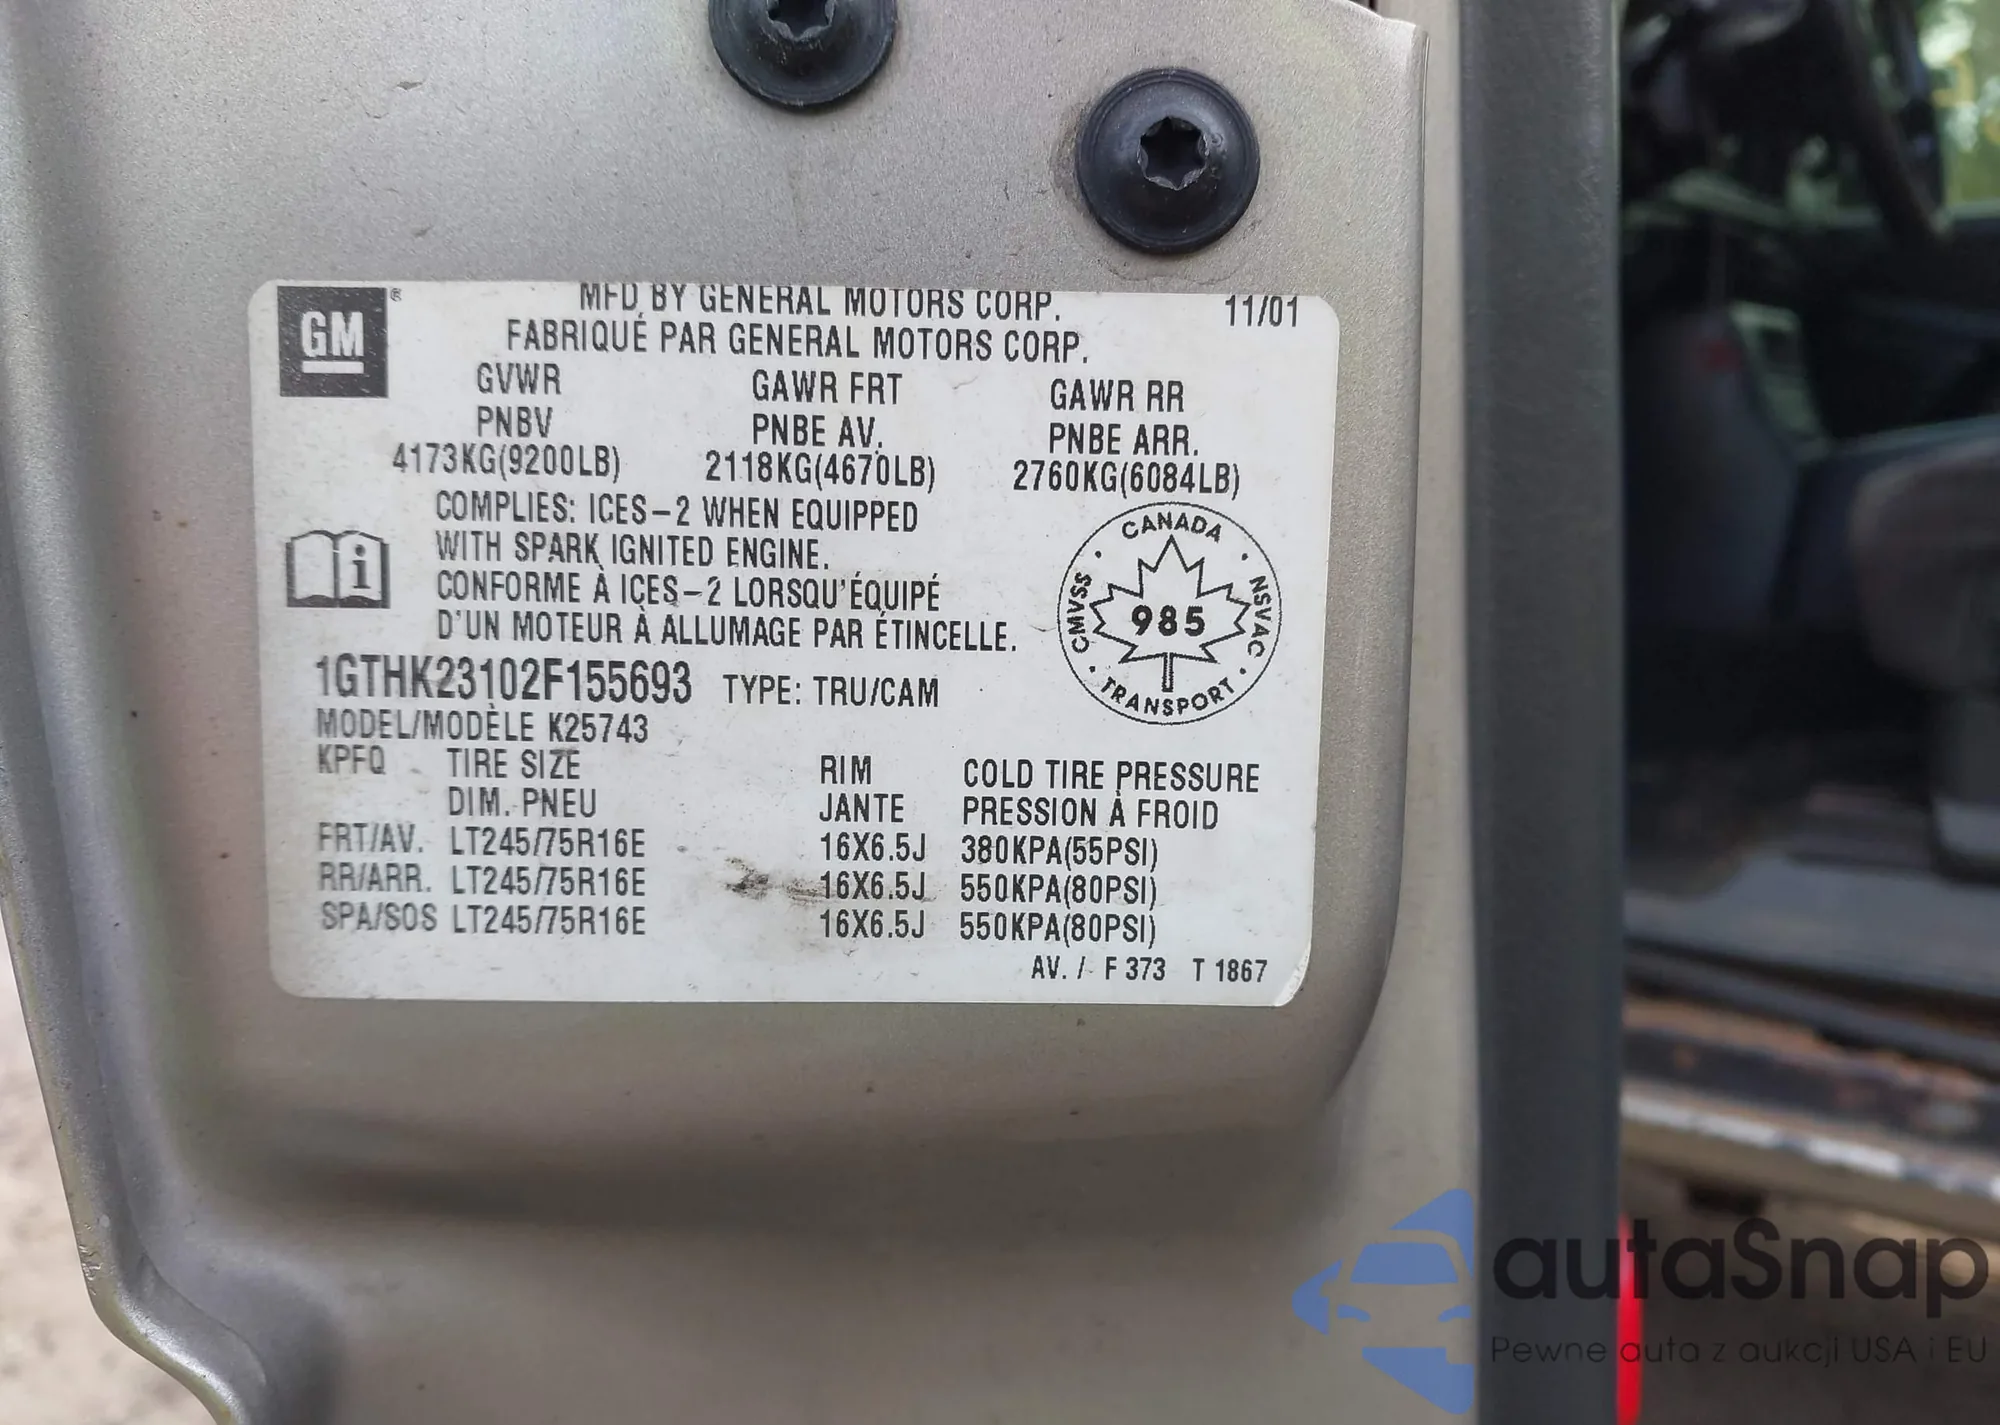 MFD BY GENERAL MOTORS CORP. 11/01
FABRIQUÉ PAR GENERAL MOTORS CORP.
GM ®
GVWR GAWR FRT GAWR RR
PNBV PNBE AV. PNBE ARR.
4173KG(9200LB) 2118KG(4670LB) 2760KG(6084LB)
COMPLIES: ICES-2 WHEN EQUIPPED
WITH SPARK IGNITED ENGINE.
CONFORME À ICES-2 LORSQU'ÉQUIPÉ
D'UN MOTEUR À ALLUMAGE PAR ÉTINCELLE.
i
CANADA
CMVSS · NSVAC
985
TRANSPORT
1GTHK23102F155693 TYPE: TRU/CAM
MODEL/MODÈLE K25743
KPFQ TIRE SIZE RIM COLD TIRE PRESSURE
DIM. PNEU JANTE PRESSION À FROID
FRT/AV. LT245/75R16E 16X6.5J 380KPA(55PSI)
RR/ARR. LT245/75R16E 16X6.5J 550KPA(80PSI)
SPA/SOS LT245/75R16E 16X6.5J 550KPA(80PSI)
AV. / F 373 T 1867
autaSnap
Pewne auta z aukcji USA i EU